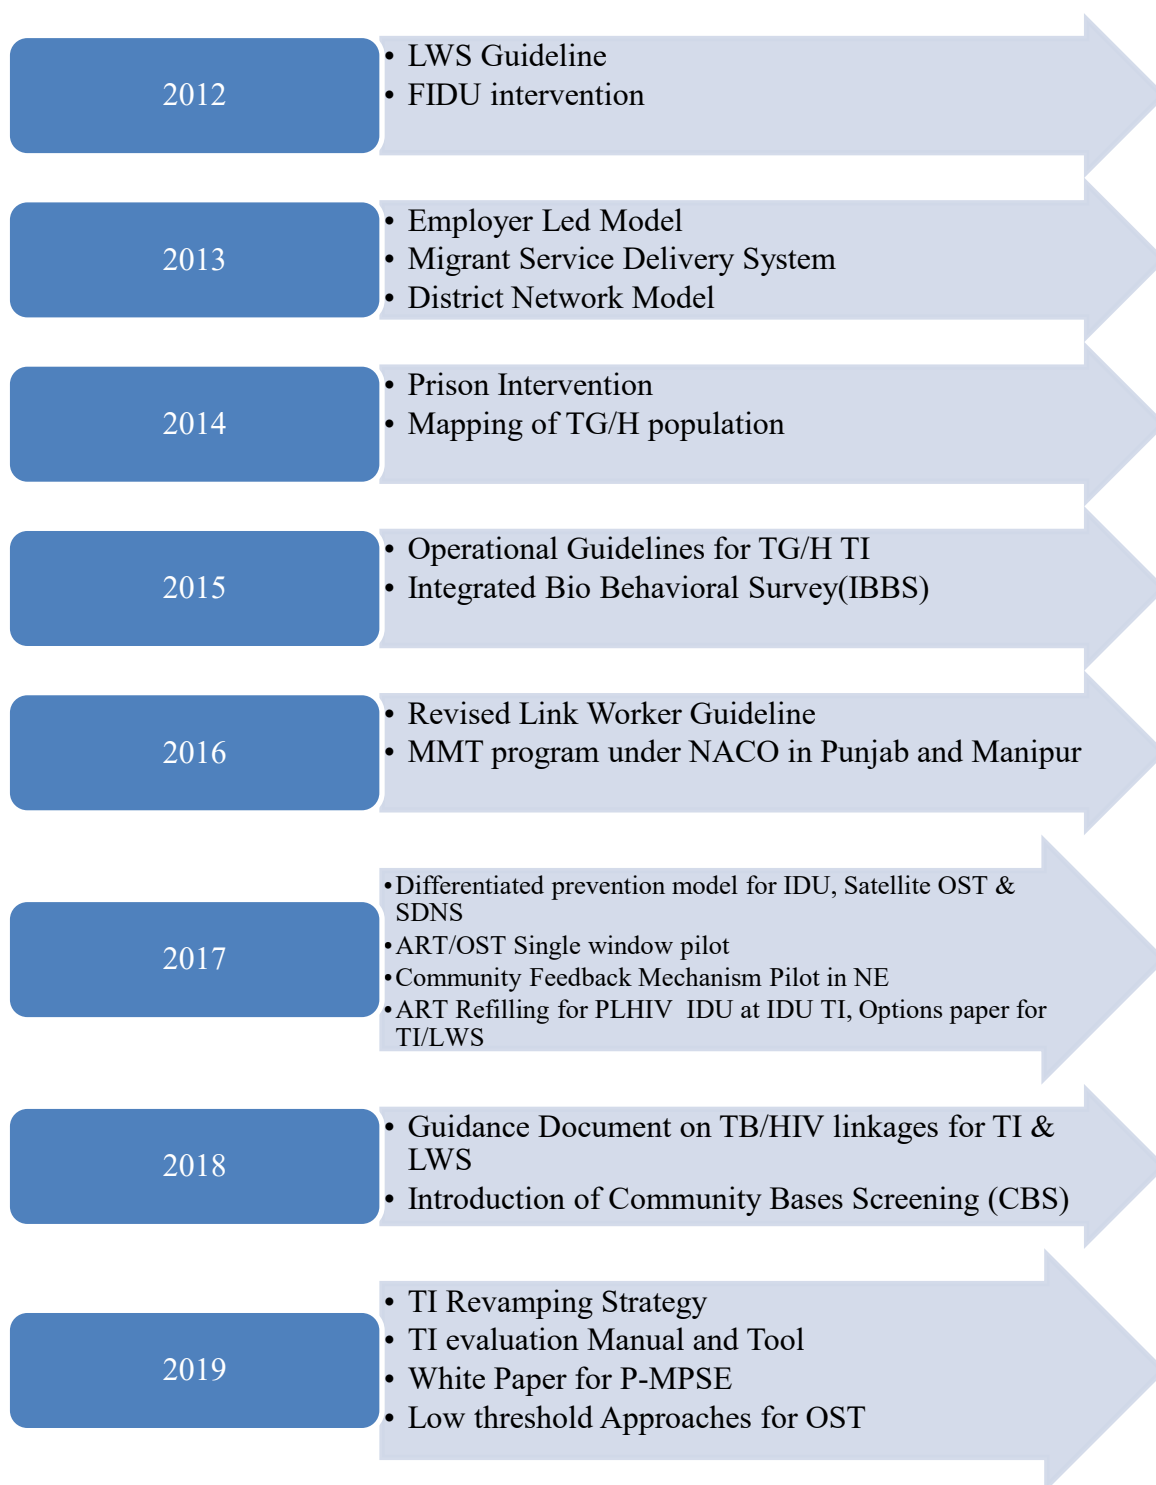 2012
• LWS Guideline
• FIDU intervention
2013
• Employer Led Model
• Migrant Service Delivery System
• District Network Model
2014
• Prison Intervention
• Mapping of TG/H population
2015
• Operational Guidelines for TG/H TI
• Integrated Bio Behavioral Survey(IBBS)
2016
• Revised Link Worker Guideline
• MMT program under NACO in Punjab and Manipur
2017
• Differentiated prevention model for IDU, Satellite OST &
SDNS
• ART/OST Single window pilot
• Community Feedback Mechanism Pilot in NE
• ART Refilling for PLHIV IDU at IDU TI, Options paper for
TI/LWS
2018
• Guidance Document on TB/HIV linkages for TI &
LWS
• Introduction of Community Bases Screening (CBS)
2019
• TI Revamping Strategy
• TI evaluation Manual and Tool
• White Paper for P-MPSE
• Low threshold Approaches for OST